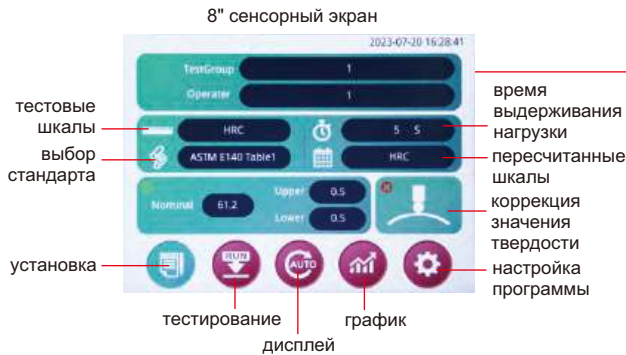 8" сенсорный экран
2023-07-20 16:28:41
TestGroup 1
Operater 1
тестовые
шкалы
HRC
5 S
время
выдерживания
нагрузки
выбор
стандарта
ASTM E140 Table1
HRC
пересчитанные
шкалы
Nominal 61.2
Upper 0.5
Lower 0.5
коррекция
значения
твердости
установка
RUN
AUTO
настройка
программы
тестирование
график
дисплей